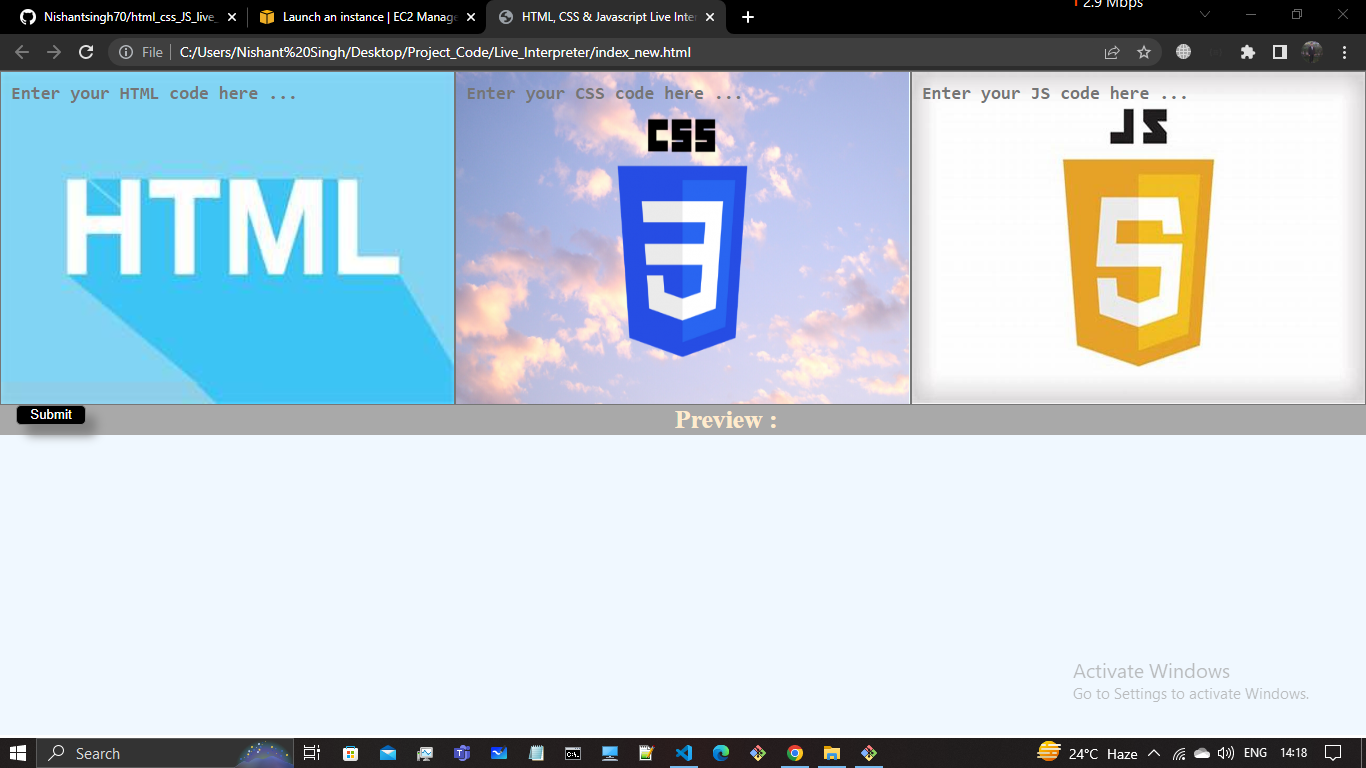 Nishantsingh70/html_css_JS_live_
Launch an instance | EC2 Manage
HTML, CSS & Javascript Live Inter
2.9 Mbps
File
C:/Users/Nishant%20Singh/Desktop/Project_Code/Live_Interpreter/index_new.html
Enter your HTML code here ...
Enter your CSS code here ...
Enter your JS code here ...
CSS
JS
HTML
3
5
Submit
Preview :
Activate Windows
Go to Settings to activate Windows.
Search
24°C Haze
ENG
14:18